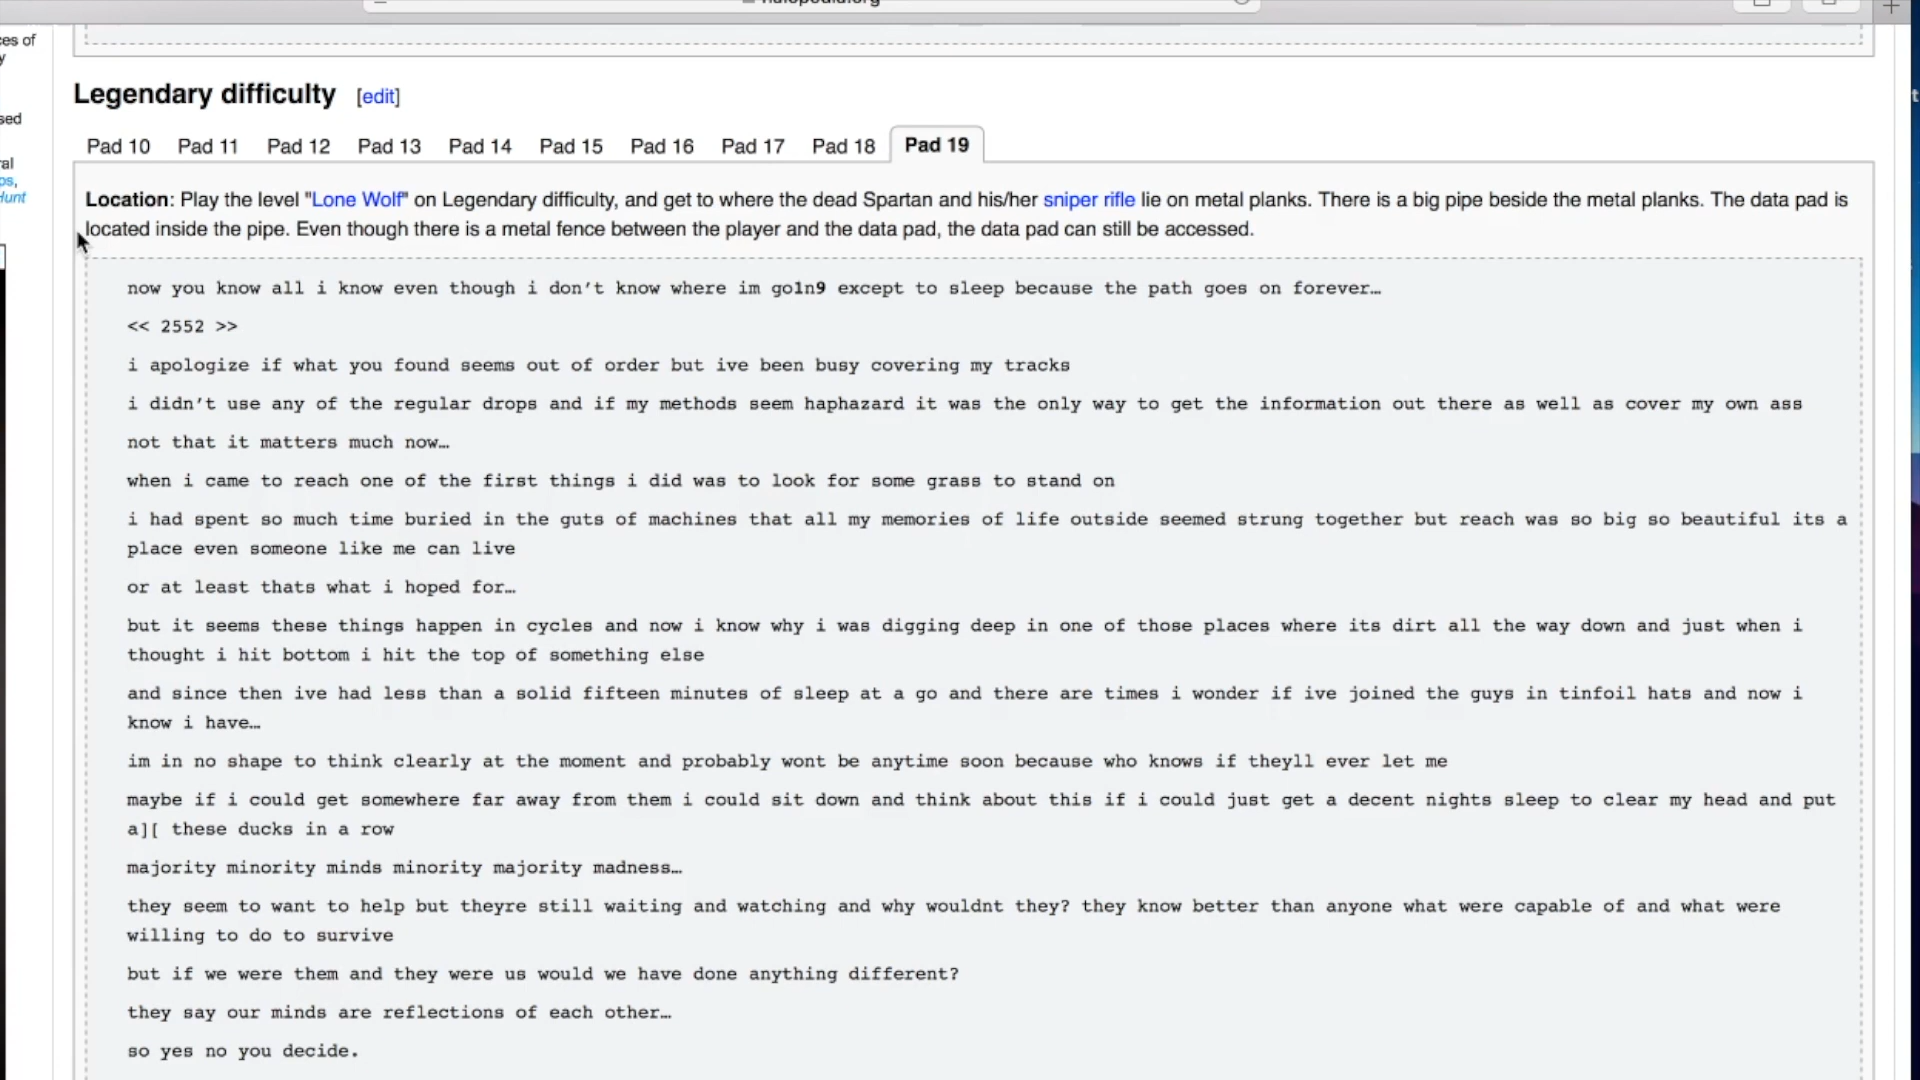 ces of
y
sed
ral
ps,
Hunt
Legendary difficulty [edit]
Pad 10 Pad 11 Pad 12 Pad 13 Pad 14 Pad 15 Pad 16 Pad 17 Pad 18 Pad 19
Location: Play the level "Lone Wolf" on Legendary difficulty, and get to where the dead Spartan and his/her sniper rifle lie on metal planks. There is a big pipe beside the metal planks. The data pad is
located inside the pipe. Even though there is a metal fence between the player and the data pad, the data pad can still be accessed.
now you know all i know even though i don't know where im go1n9 except to sleep because the path goes on forever…
<< 2552 >>
i apologize if what you found seems out of order but ive been busy covering my tracks
i didn't use any of the regular drops and if my methods seem haphazard it was the only way to get the information out there as well as cover my own ass
not that it matters much now…
when i came to reach one of the first things i did was to look for some grass to stand on
i had spent so much time buried in the guts of machines that all my memories of life outside seemed strung together but reach was so big so beautiful its a
place even someone like me can live
or at least thats what i hoped for…
but it seems these things happen in cycles and now i know why i was digging deep in one of those places where its dirt all the way down and just when i
thought i hit bottom i hit the top of something else
and since then ive had less than a solid fifteen minutes of sleep at a go and there are times i wonder if ive joined the guys in tinfoil hats and now i
know i have…
im in no shape to think clearly at the moment and probably wont be anytime soon because who knows if theyll ever let me
maybe if i could get somewhere far away from them i could sit down and think about this if i could just get a decent nights sleep to clear my head and put
a][ these ducks in a row
majority minority minds minority majority madness…
they seem to want to help but theyre still waiting and watching and why wouldnt they? they know better than anyone what were capable of and what were
willing to do to survive
but if we were them and they were us would we have done anything different?
they say our minds are reflections of each other…
so yes no you decide.